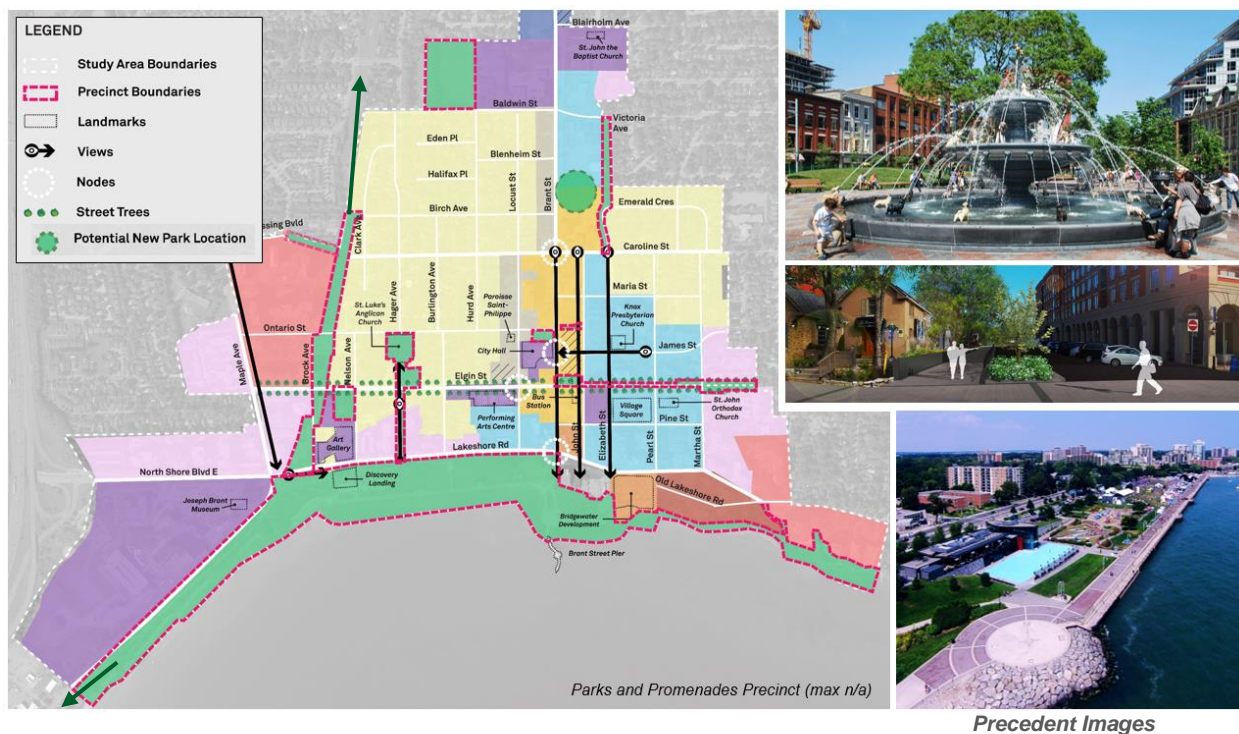 LEGEND
Study Area Boundaries
Precinct Boundaries
Landmarks
Views
Nodes
Street Trees
Potential New Park Location
Blairholm Ave
St. John the
Baptist Church
Baldwin St
Victoria
Ave
Eden Pl
Blenheim St
Locust St
Brant St
Halifax Pl
Birch Ave
Emerald Cres
Clark Ave
Caroline St
Hager Ave
Burlington Ave
Hurd Ave
Maria St
St. Luke's
Anglican
Church
Paroisse
Saint-
Philippe
Knox
Presbyterian
Church
Ontario St
City Hall
James St
Maple Ave
Brock Ave
Nelson Ave
Elgin St
Bus
Station
Performing
Arts Centre
John St
Elizabeth St
Village
Square
Pearl St
Pine St
Martha St
St. John
Orthodox
Church
Art
Gallery
Lakeshore Rd
North Shore Blvd E
Discovery
Landing
Old Lakeshore Rd
Joseph Brant
Museum
Bridgewater
Development
Brant Street Pier
Parks and Promenades Precinct (max n/a)
Precedent Images